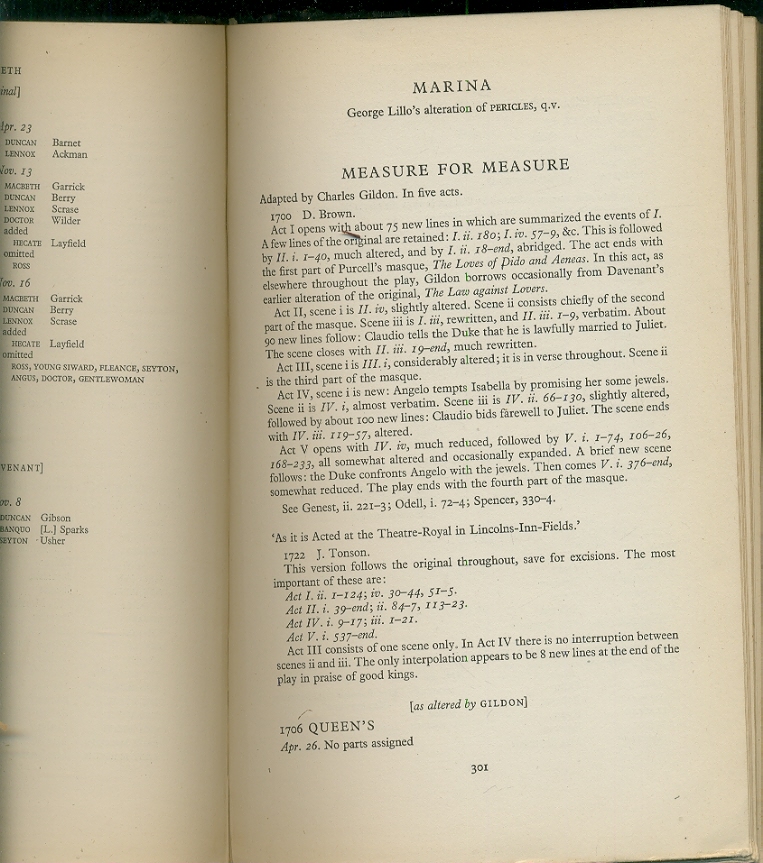 ETH
inal]
Apr. 23
DUNCAN Barnet
LENNOX Ackman
Nov. 13
MACBETH Garrick
DUNCAN Berry
LENNOX Scrase
DOCTOR Wilder
added
HECATE Layfield
omitted
ROSS
Nov. 16
MACBETH Garrick
DUNCAN Berry
LENNOX Scrase
added
HECATE Layfield
omitted
ROSS, YOUNG SIWARD, FLEANCE, SEYTON,
ANGUS, DOCTOR, GENTLEWOMAN
VENANT]
ov. 8
DUNCAN Gibson
BANQUO [L.] Sparks
SEYTON Usher
MARINA
George Lillo's alteration of PERICLES, q.v.
MEASURE FOR MEASURE
Adapted by Charles Gildon. In five acts.
1700 D. Brown.
Act I opens with about 75 new lines in which are summarized the events of I.
A few lines of the original are retained: I. ii. 180; I. iv. 57–9, &c. This is followed
by II. i. 1–40, much altered, and by I. ii. 18–end, abridged. The act ends with
the first part of Purcell's masque, The Loves of Dido and Aeneas. In this act, as
elsewhere throughout the play, Gildon borrows occasionally from Davenant's
earlier alteration of the original, The Law against Lovers.
Act II, scene i is II. iv, slightly altered. Scene ii consists chiefly of the second
part of the masque. Scene iii is I. iii, rewritten, and II. iii. 1–9, verbatim. About
90 new lines follow: Claudio tells the Duke that he is lawfully married to Juliet.
The scene closes with II. iii. 19–end, much rewritten.
Act III, scene i is III. i, considerably altered; it is in verse throughout. Scene ii
is the third part of the masque.
Act IV, scene i is new: Angelo tempts Isabella by promising her some jewels.
Scene ii is IV. i, almost verbatim. Scene iii is IV. ii. 66–130, slightly altered,
followed by about 100 new lines: Claudio bids farewell to Juliet. The scene ends
with IV. iii. 119–57, altered.
Act V opens with IV. iv, much reduced, followed by V. i. 1–74, 106–26,
168–233, all somewhat altered and occasionally expanded. A brief new scene
follows: the Duke confronts Angelo with the jewels. Then comes V. i. 376–end,
somewhat reduced. The play ends with the fourth part of the masque.
See Genest, ii. 221–3; Odell, i. 72–4; Spencer, 330–4.
'As it is Acted at the Theatre-Royal in Lincolns-Inn-Fields.'
1722 J. Tonson.
This version follows the original throughout, save for excisions. The most
important of these are:
Act I. ii. 1–124; iv. 30–44, 51–5.
Act II. i. 39–end; ii. 84–7, 113–23.
Act IV. i. 9–17; iii. 1–21.
Act V. i. 537–end.
Act III consists of one scene only. In Act IV there is no interruption between
scenes ii and iii. The only interpolation appears to be 8 new lines at the end of the
play in praise of good kings.
[as altered by GILDON]
1706 QUEEN'S
Apr. 26. No parts assigned
301